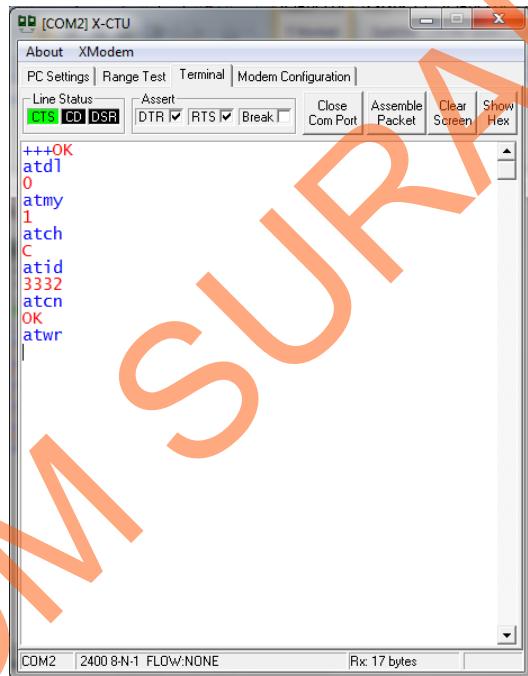 [COM2] X-CTU
About XModem
PC Settings Range Test Terminal Modem Configuration
Line Status
CTS CD DSR
Assert
DTR RTS Break
Close Com Port
Assemble Packet
Clear Screen
Show Hex
+++OK
atdl
0
atmy
1
atch
C
atid
3332
atcn
OK
atwr
COM2 2400 8-N-1 FLOW:NONE Rx: 17 bytes